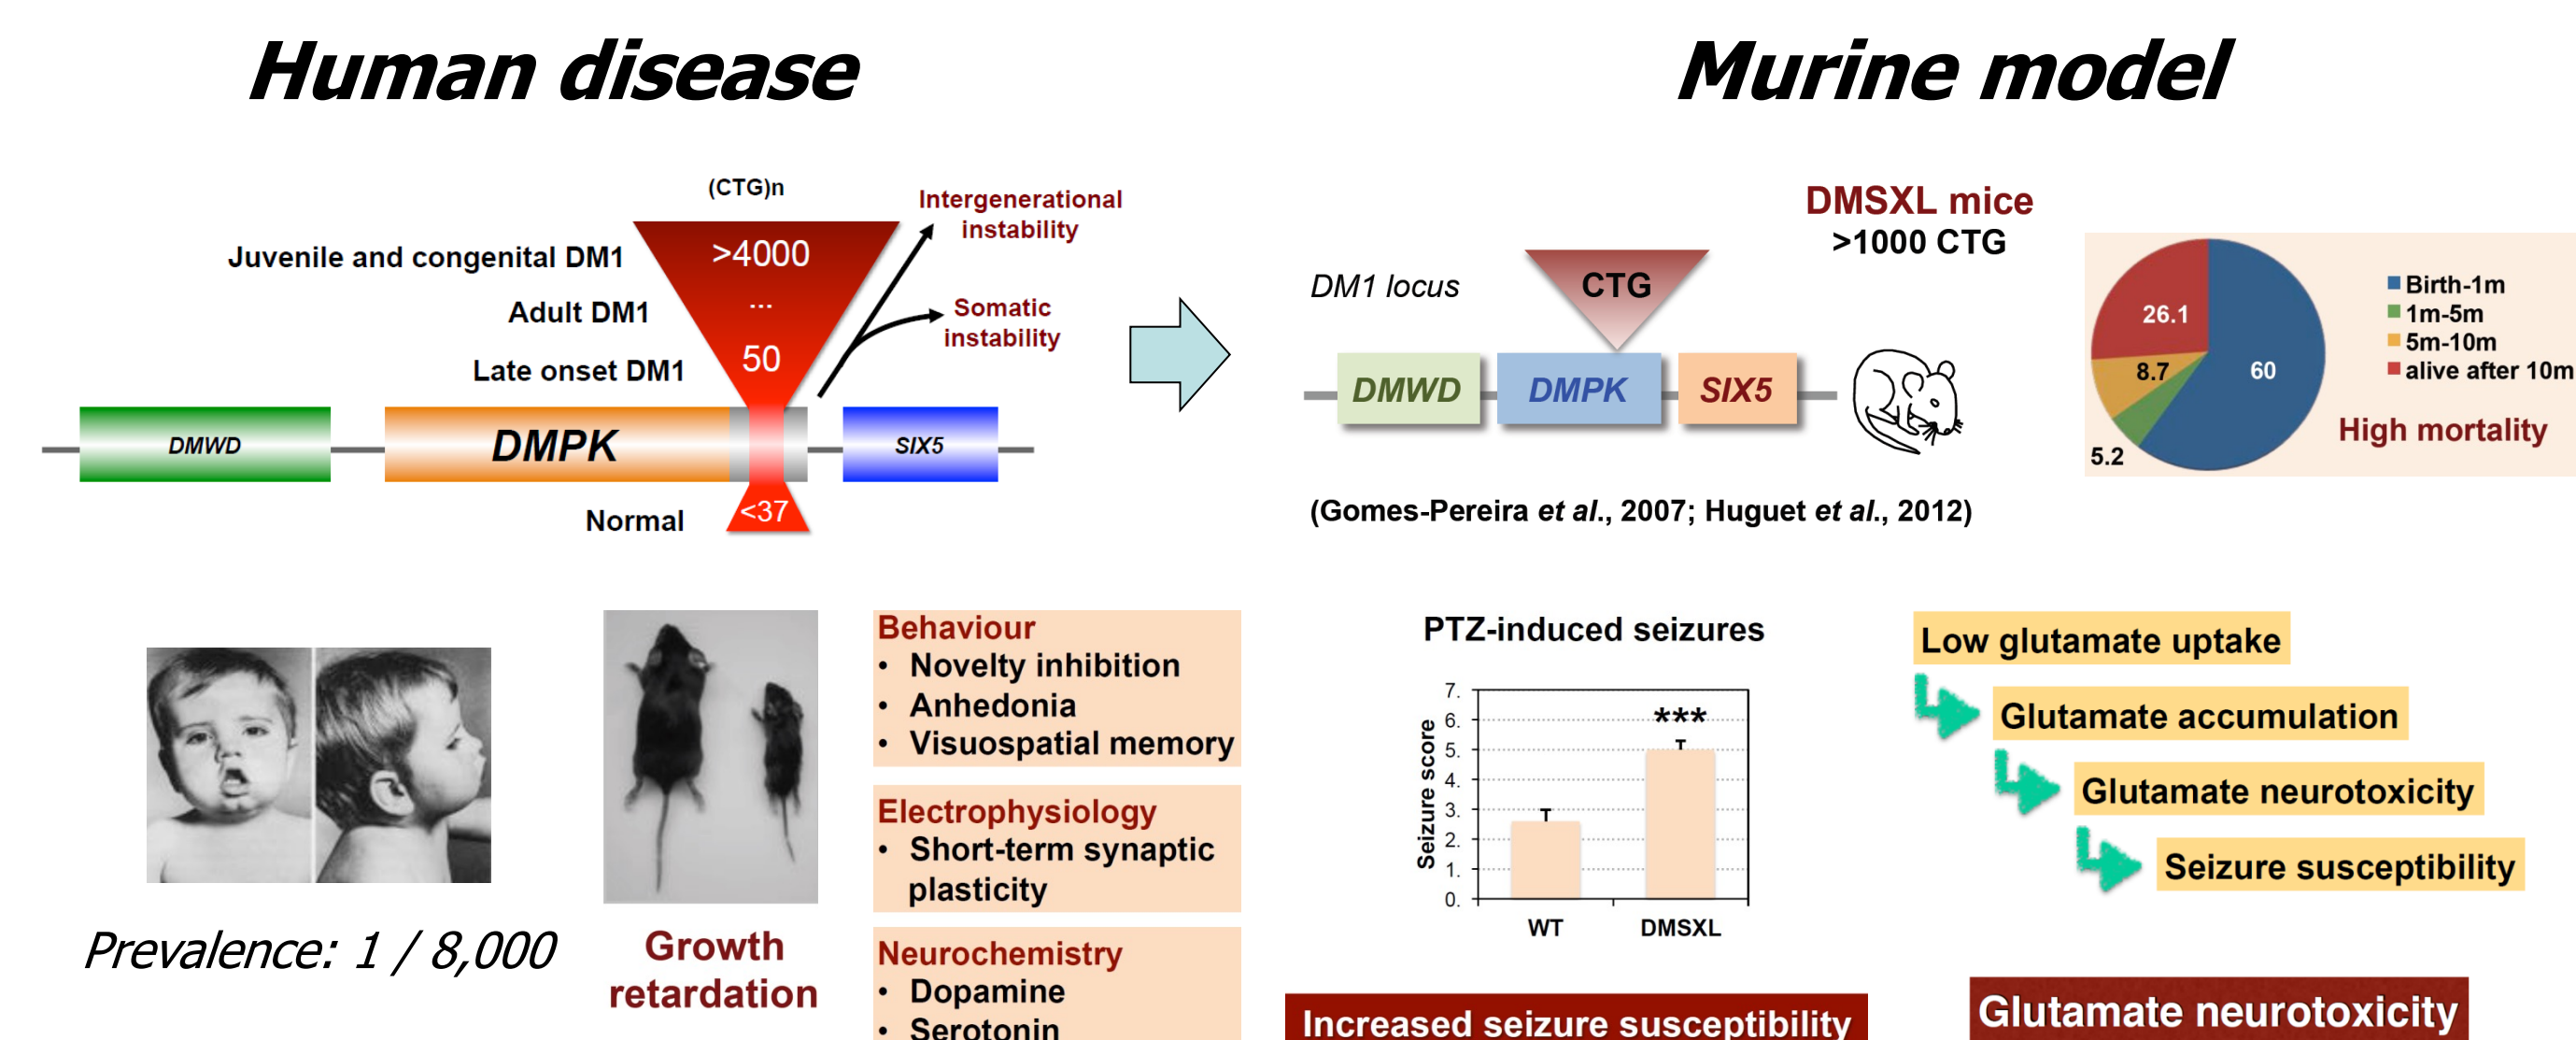 Human disease
Murine model
(CTG)n
Intergenerational
instability
Juvenile and congenital DM1
>4000
...
Adult DM1
Somatic
instability
50
Late onset DM1
DMWD
DMPK
SIX5
Normal
<37
DMSXL mice
>1000 CTG
DM1 locus
CTG
DMWD
DMPK
SIX5
(Gomes-Pereira et al., 2007; Huguet et al., 2012)
26.1
8.7
5.2
60
Birth-1m
1m-5m
5m-10m
alive after 10m
High mortality
Prevalence: 1 / 8,000
Growth
retardation
Behaviour
• Novelty inhibition
• Anhedonia
• Visuospatial memory
Electrophysiology
• Short-term synaptic
plasticity
Neurochemistry
• Dopamine
• Serotonin
PTZ-induced seizures
Seizure score
7.
6.
5.
4.
3.
2.
1.
0.
***
WT
DMSXL
Increased seizure susceptibility
Low glutamate uptake
Glutamate accumulation
Glutamate neurotoxicity
Seizure susceptibility
Glutamate neurotoxicity